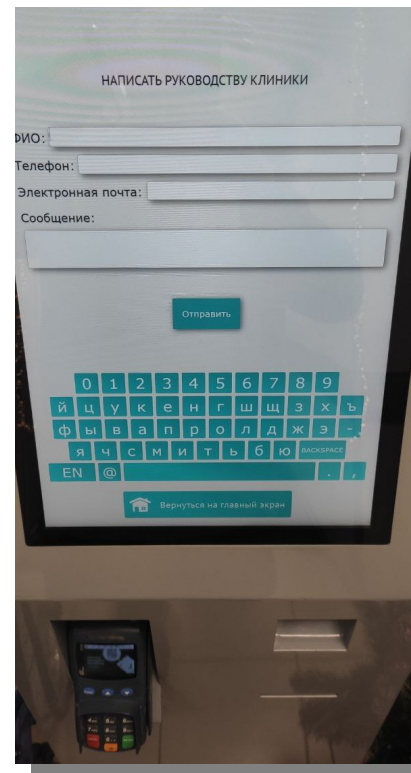 НАПИСАТЬ РУКОВОДСТВУ КЛИНИКИ
ФИО:
Телефон:
Электронная почта:
Сообщение:
Отправить
0 1 2 3 4 5 6 7 8 9
й ц у к е н г ш щ з х ъ
ф ы в а п р о л д ж э -
я ч с м и т ь б ю BACKSPACE
EN @ . ,
Вернуться на главный экран